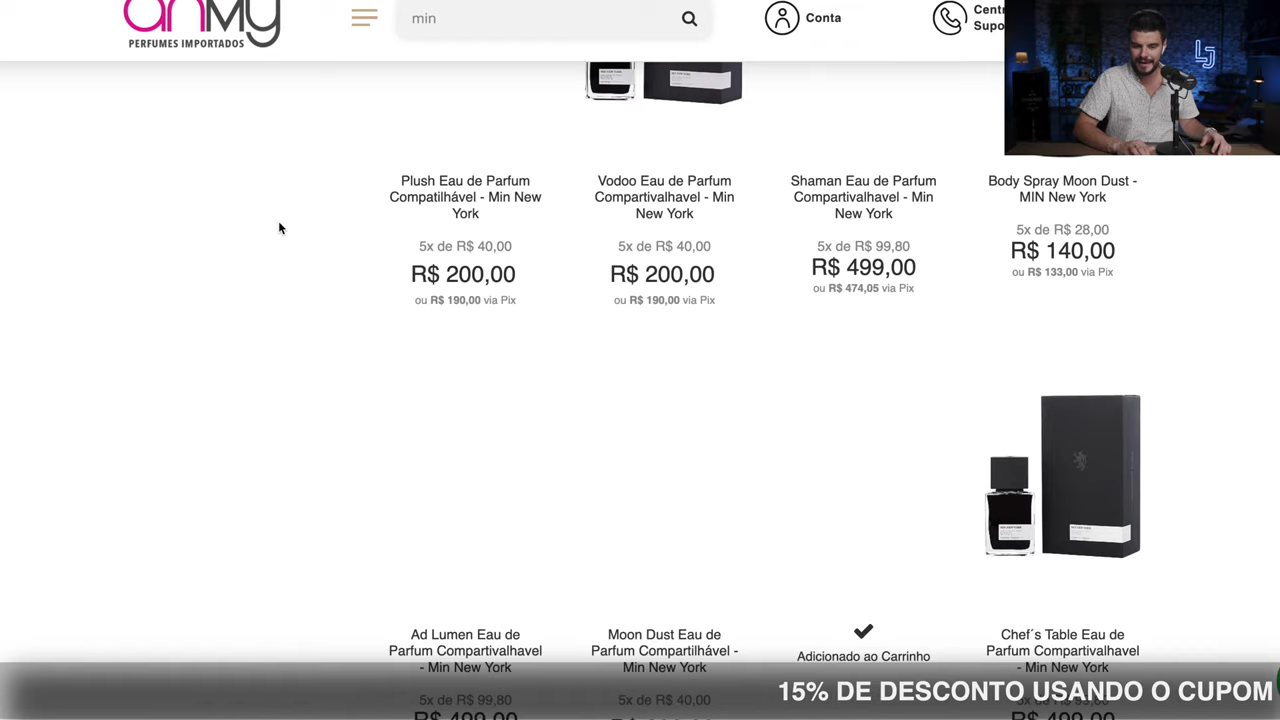 anMy
PERFUMES IMPORTADOS
min
Conta
Plush Eau de Parfum
Compatilhável - Min New
York
5x de R$ 40,00
R$ 200,00
ou R$ 190,00 via Pix
Vodoo Eau de Parfum
Compartivalhavel - Min
New York
5x de R$ 40,00
R$ 200,00
ou R$ 190,00 via Pix
Shaman Eau de Parfum
Compartivalhavel - Min
New York
5x de R$ 99,80
R$ 499,00
ou R$ 474,05 via Pix
Body Spray Moon Dust -
MIN New York
5x de R$ 28,00
R$ 140,00
ou R$ 133,00 via Pix
Ad Lumen Eau de
Parfum Compartivalhavel
- Min New York
5x de R$ 99,80
R$ 499,00
Moon Dust Eau de
Parfum Compartilhável -
Min New York
5x de R$ 40,00
Adicionado ao Carrinho
Chef´s Table Eau de
Parfum Compartivalhavel
- Min New York
R$ 499,00
15% DE DESCONTO USANDO O CUPOM
LJ